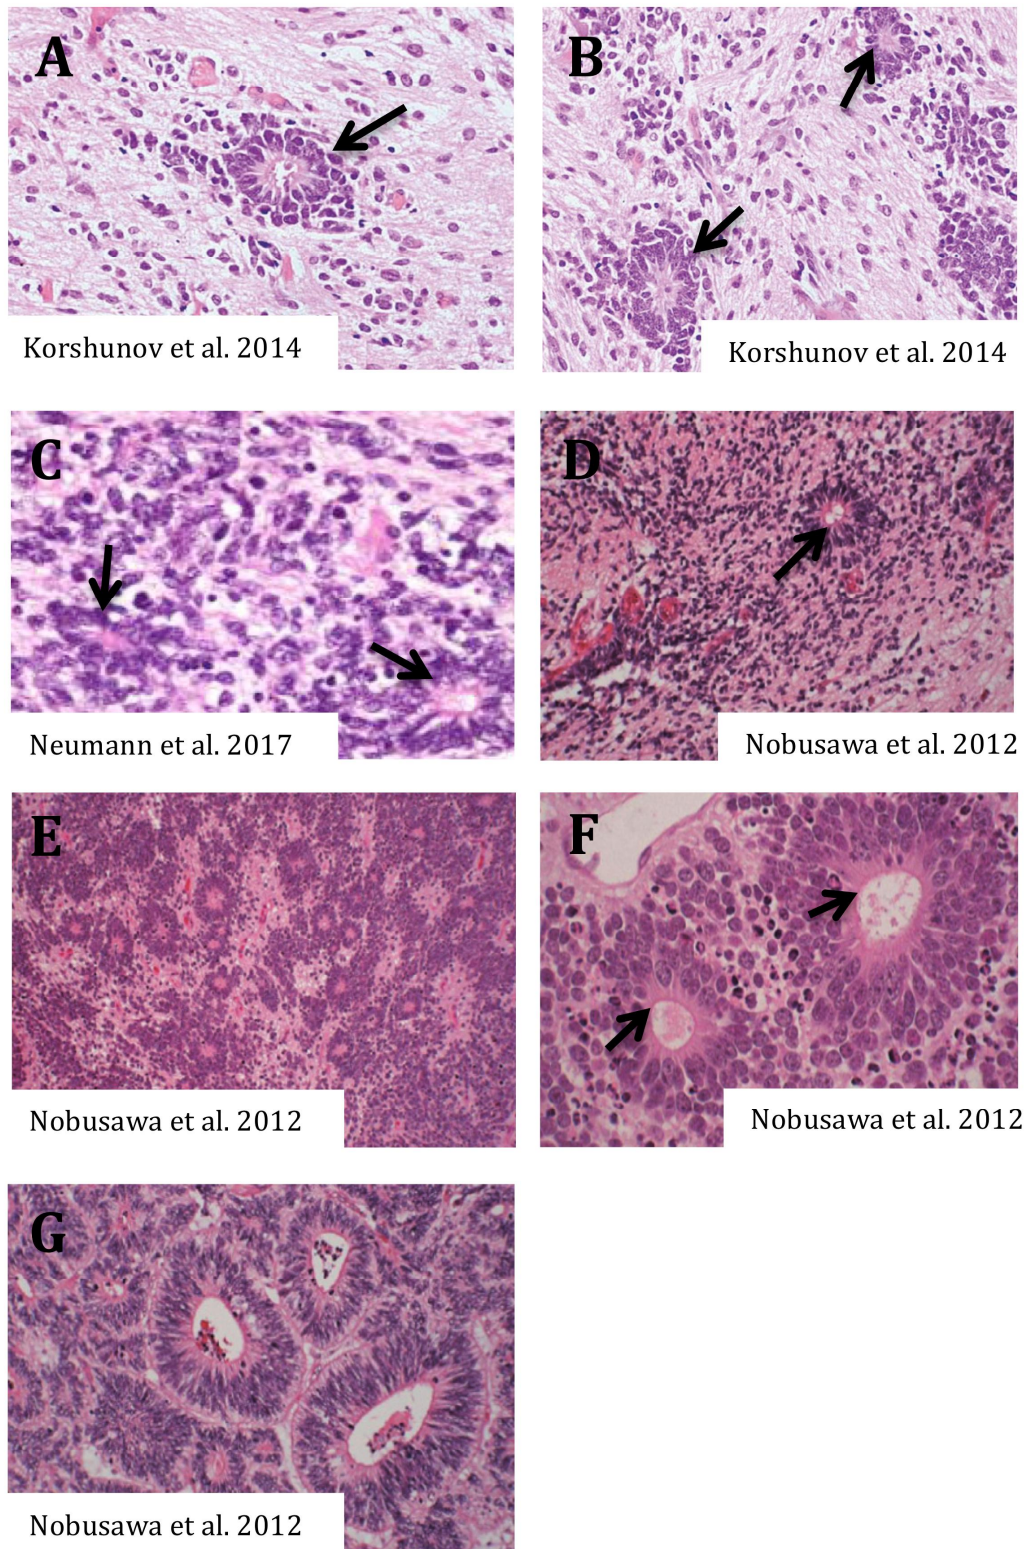 A
B
Korshunov et al. 2014
Korshunov et al. 2014
C
D
Neumann et al. 2017
Nobusawa et al. 2012
E
F
Nobusawa et al. 2012
Nobusawa et al. 2012
G
Nobusawa et al. 2012